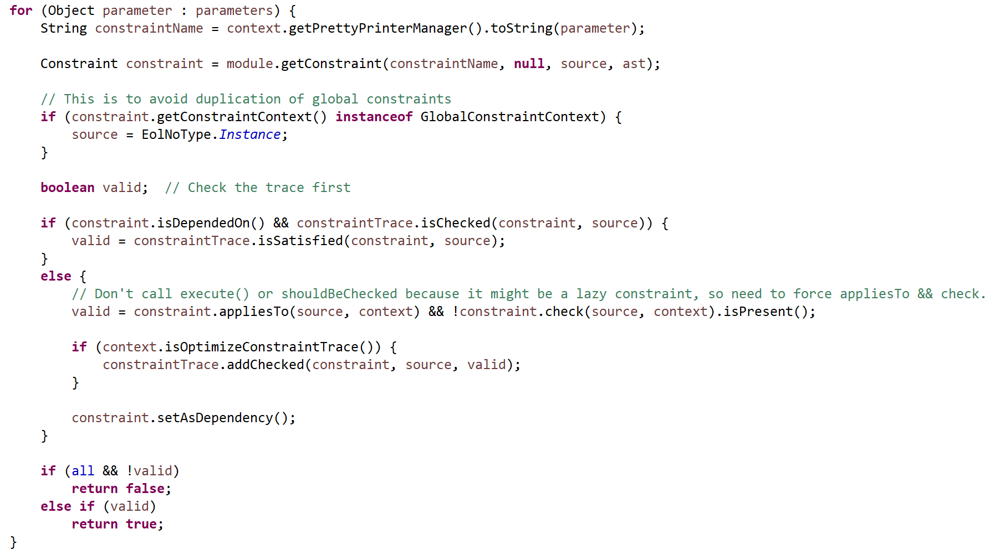 for (Object parameter : parameters) {
    String constraintName = context.getPrettyPrinterManager().toString(parameter);

    Constraint constraint = module.getConstraint(constraintName, null, source, ast);

    // This is to avoid duplication of global constraints
    if (constraint.getConstraintContext() instanceof GlobalConstraintContext) {
        source = EolNoType.Instance;
    }

    boolean valid;  // Check the trace first

    if (constraint.isDependedOn() && constraintTrace.isChecked(constraint, source)) {
        valid = constraintTrace.isSatisfied(constraint, source);
    }
    else {
        // Don't call execute() or shouldBeChecked because it might be a lazy constraint, so need to force appliesTo && check.
        valid = constraint.appliesTo(source, context) && !constraint.check(source, context).isPresent();

        if (context.isOptimizeConstraintTrace()) {
            constraintTrace.addChecked(constraint, source, valid);
        }

        constraint.setAsDependency();
    }

    if (all && !valid)
        return false;
    else if (valid)
        return true;
}